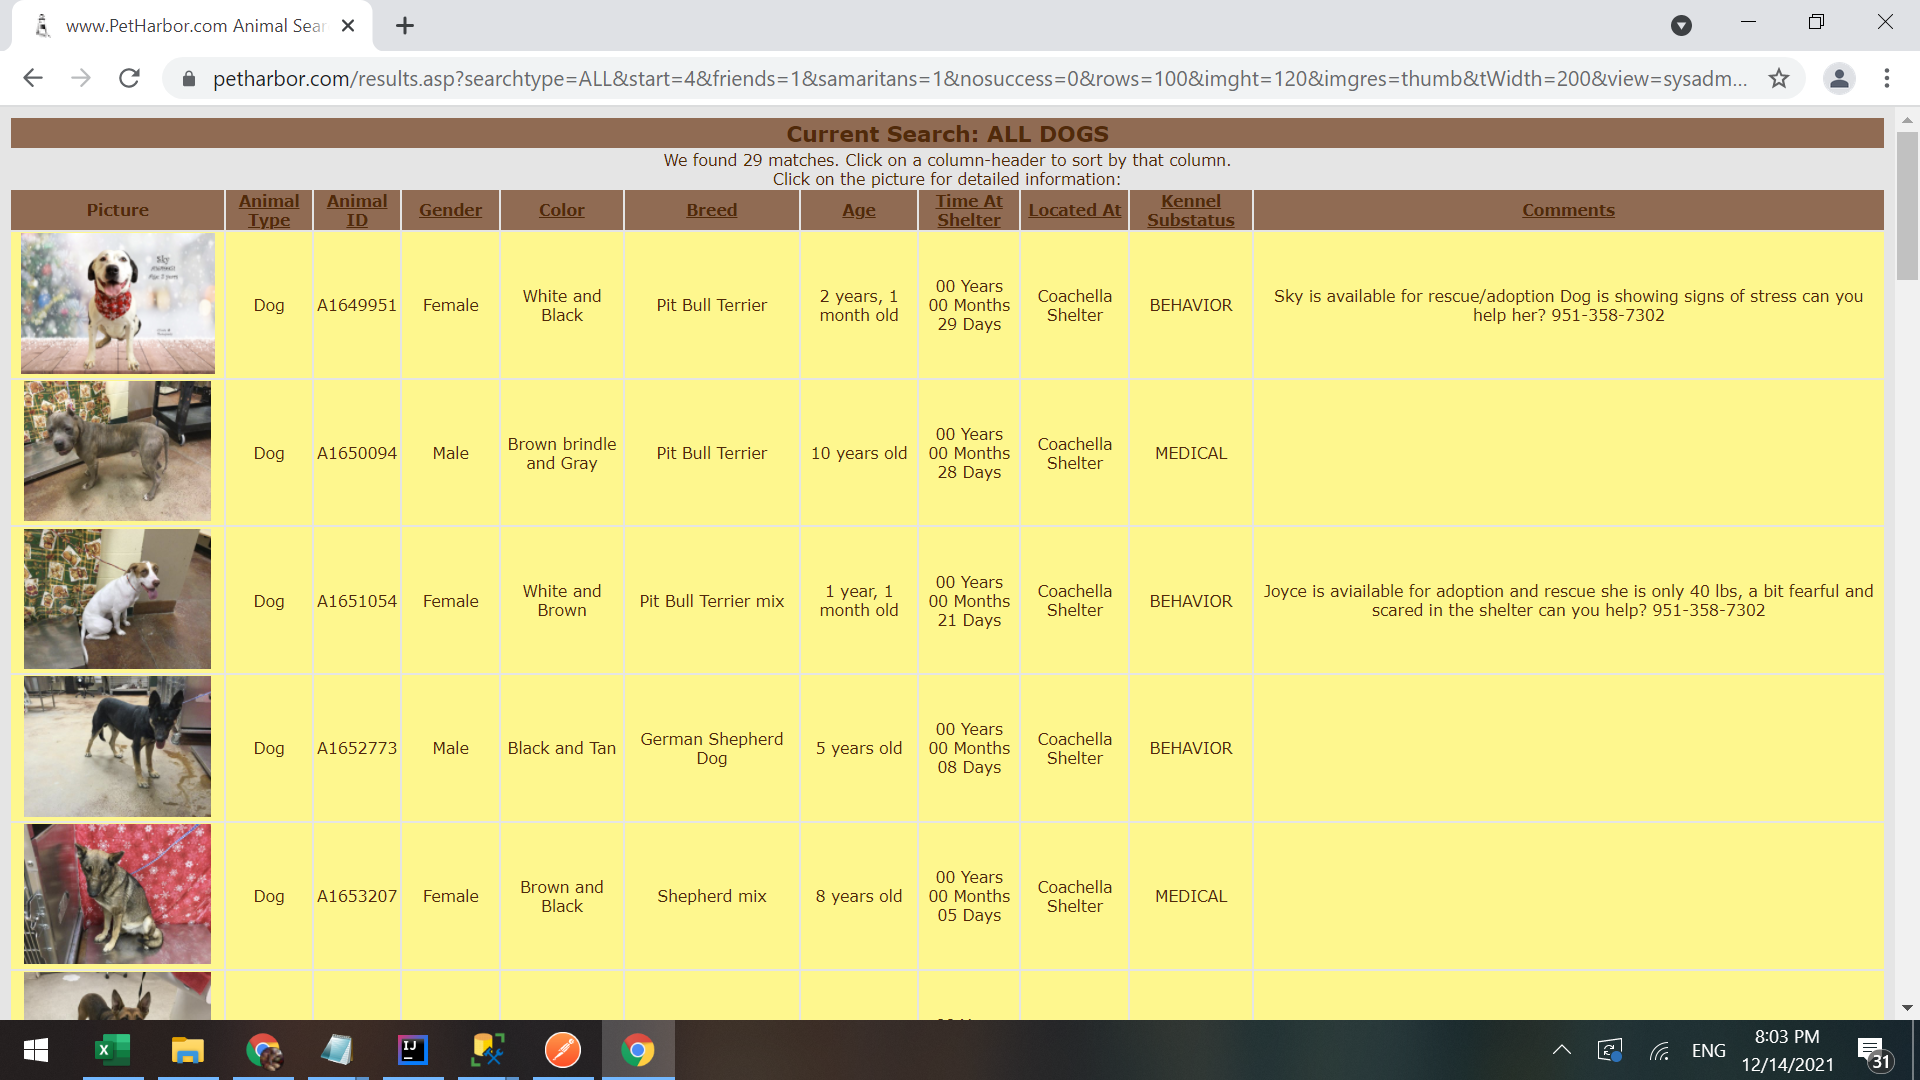 www.PetHarbor.com Animal Sear
petharbor.com/results.asp?searchtype=ALL&start=4&friends=1&samaritans=1&nosuccess=0&rows=100&imght=120&imgres=thumb&tWidth=200&view=sysadm...
Current Search: ALL DOGS
We found 29 matches. Click on a column-header to sort by that column.
Click on the picture for detailed information:
Picture
Animal
Type
Animal
ID
Gender
Color
Breed
Age
Time At
Shelter
Located At
Kennel
Substatus
Comments
Sky
Dog
A1649951
Female
White and
Black
Pit Bull Terrier
2 years, 1
month old
00 Years
00 Months
29 Days
Coachella
Shelter
BEHAVIOR
Sky is available for rescue/adoption Dog is showing signs of stress can you
help her? 951-358-7302
Dog
A1650094
Male
Brown brindle
and Gray
Pit Bull Terrier
10 years old
00 Years
00 Months
28 Days
Coachella
Shelter
MEDICAL
Dog
A1651054
Female
White and
Brown
Pit Bull Terrier mix
1 year, 1
month old
00 Years
00 Months
21 Days
Coachella
Shelter
BEHAVIOR
Joyce is avialable for adoption and rescue she is only 40 lbs, a bit fearful and
scared in the shelter can you help? 951-358-7302
Dog
A1652773
Male
Black and Tan
German Shepherd
Dog
5 years old
00 Years
00 Months
08 Days
Coachella
Shelter
BEHAVIOR
Dog
A1653207
Female
Brown and
Black
Shepherd mix
8 years old
00 Years
00 Months
05 Days
Coachella
Shelter
MEDICAL
IJ
ENG
8:03 PM
12/14/2021
31